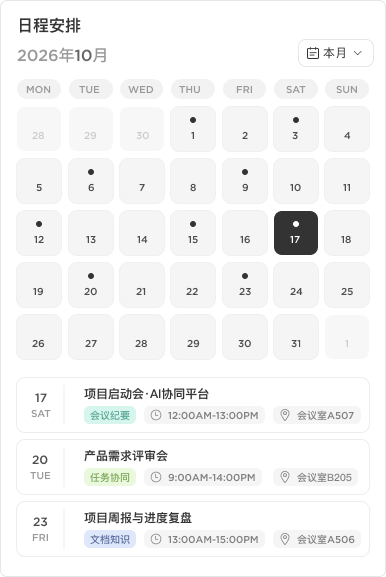 日程安排
2026年10月
本月
MON TUE WED THU FRI SAT SUN
28 29 30 1 2 3 4
5 6 7 8 9 10 11
12 13 14 15 16 17 18
19 20 21 22 23 24 25
26 27 28 29 30 31 1
17 项目启动会·AI协同平台
SAT 会议纪要 12:00AM-13:00PM 会议室A507
20 产品需求评审会
TUE 任务协同 9:00AM-14:00PM 会议室B205
23 项目周报与进度复盘
FRI 文档知识 13:00AM-15:00PM 会议室A506